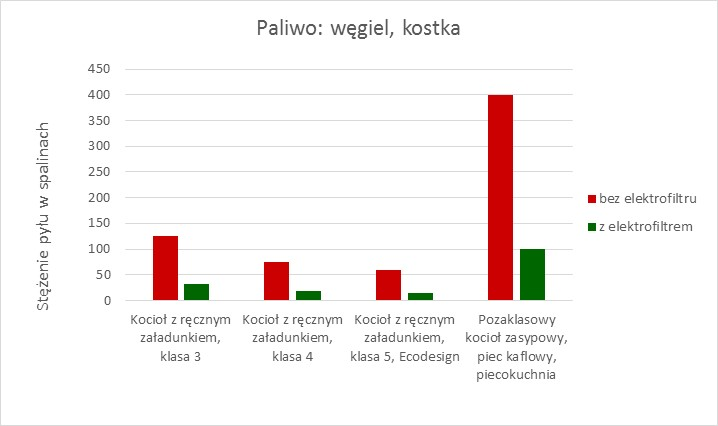 Paliwo: węgiel, kostka
Stężenie pyłu w spalinach
450
400
350
300
250
200
150
100
50
0
Kocioł z ręcznym
załadunkiem,
klasa 3
Kocioł z ręcznym
załadunkiem,
klasa 4
Kocioł z ręcznym
załadunkiem,
klasa 5, Ecodesign
Pozaklasowy
kocioł zasypowy,
piec kaflowy,
piecokuchnia
bez elektrofiltru
z elektrofiltrem